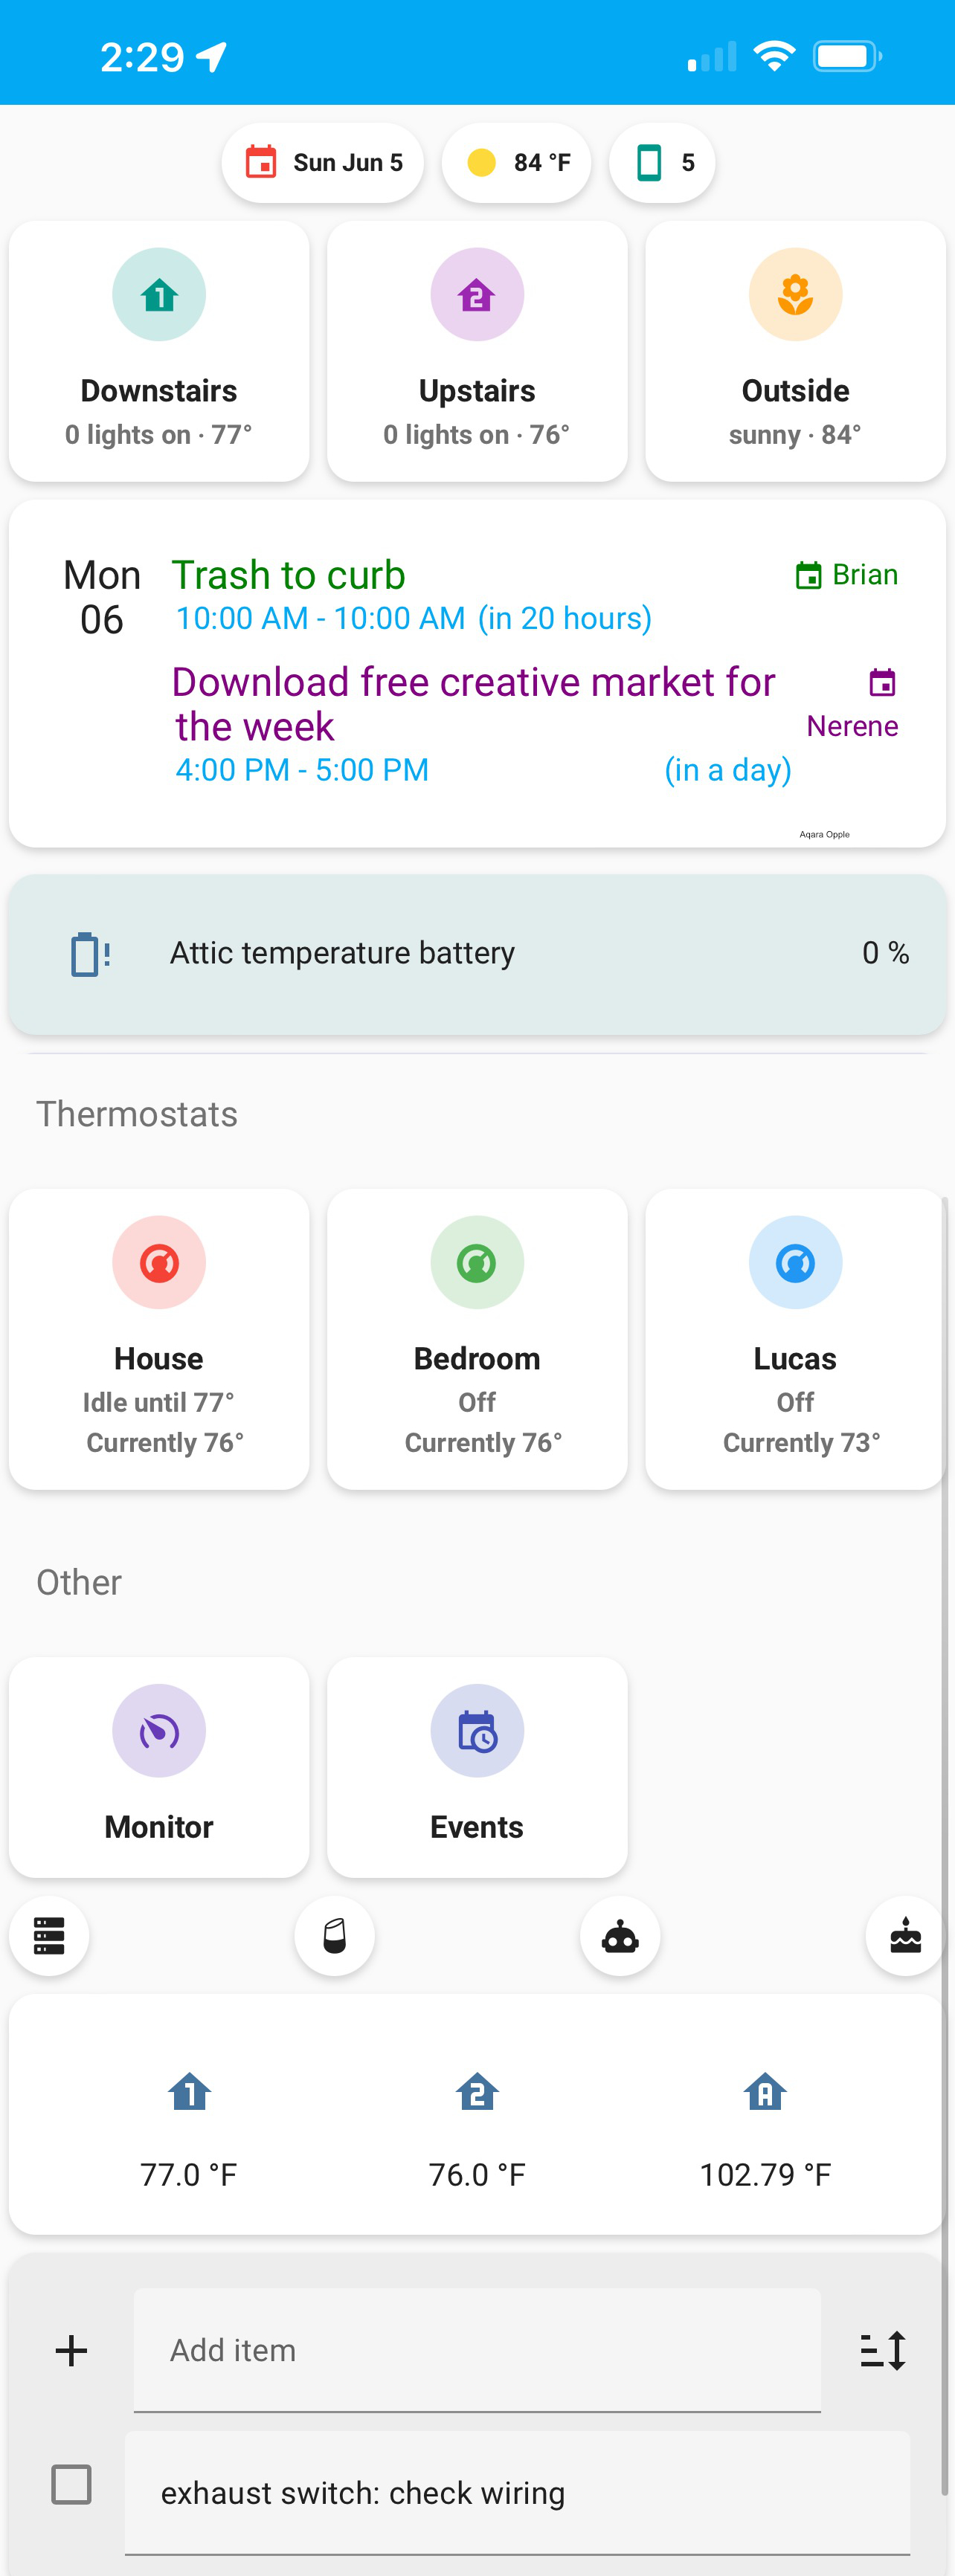 2:29
Sun Jun 5
84 °F
5
Downstairs
0 lights on · 77°
Upstairs
0 lights on · 76°
Outside
sunny · 84°
Mon
06
Trash to curb
Brian
10:00 AM - 10:00 AM (in 20 hours)
Download free creative market for
the week
Nerene
4:00 PM - 5:00 PM (in a day)
Aqara Opple
Attic temperature battery 0 %
Thermostats
House
Idle until 77°
Currently 76°
Bedroom
Off
Currently 76°
Lucas
Off
Currently 73°
Other
Monitor
Events
1
2
A
77.0 °F
76.0 °F
102.79 °F
Add item
exhaust switch: check wiring